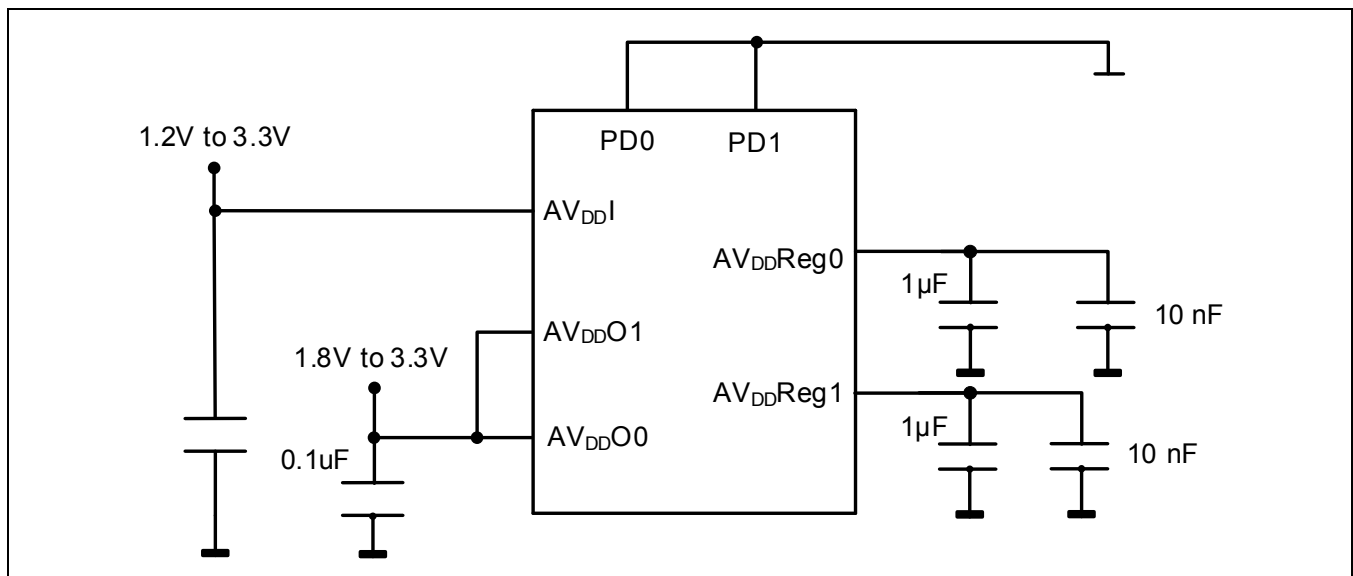 PD0 PD1
1.2V to 3.3V
AVDDI
AVDDReg0
1µF
10 nF
AVDDO1
1.8V to 3.3V
AVDDReg1
1µF
AVDDO0
0.1uF
10 nF